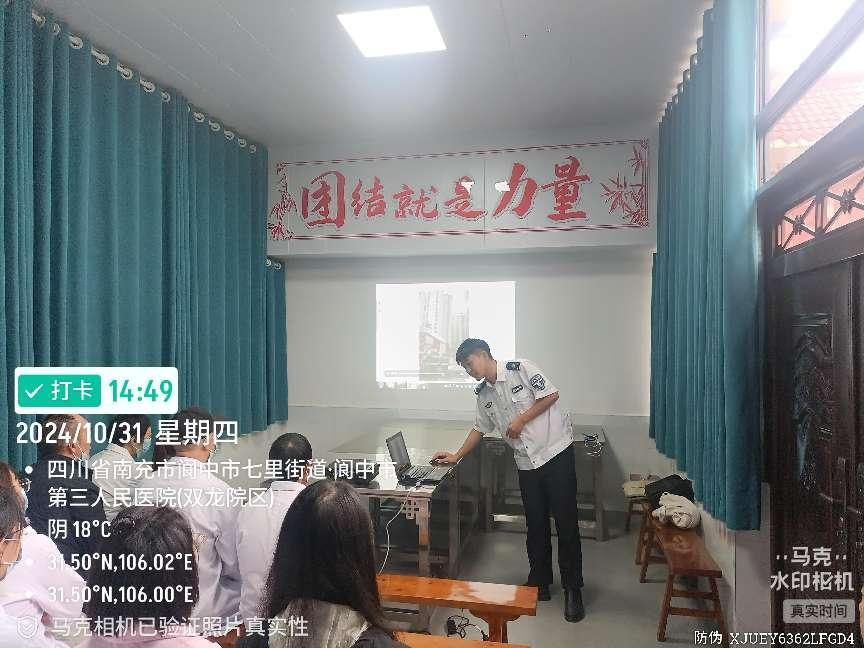 团结就是力量
打卡 14:49
2024/10/31 星期四
四川省南充市阆中市七里街道·阆中市
第三人民医院(双龙院区)
阴 18°C
31.50°N,106.02°E
31.50°N,106.00°E
马克相机已验证照片真实性
马克
水印相机
真实时间
防伪 XJUEY6362LFGD4